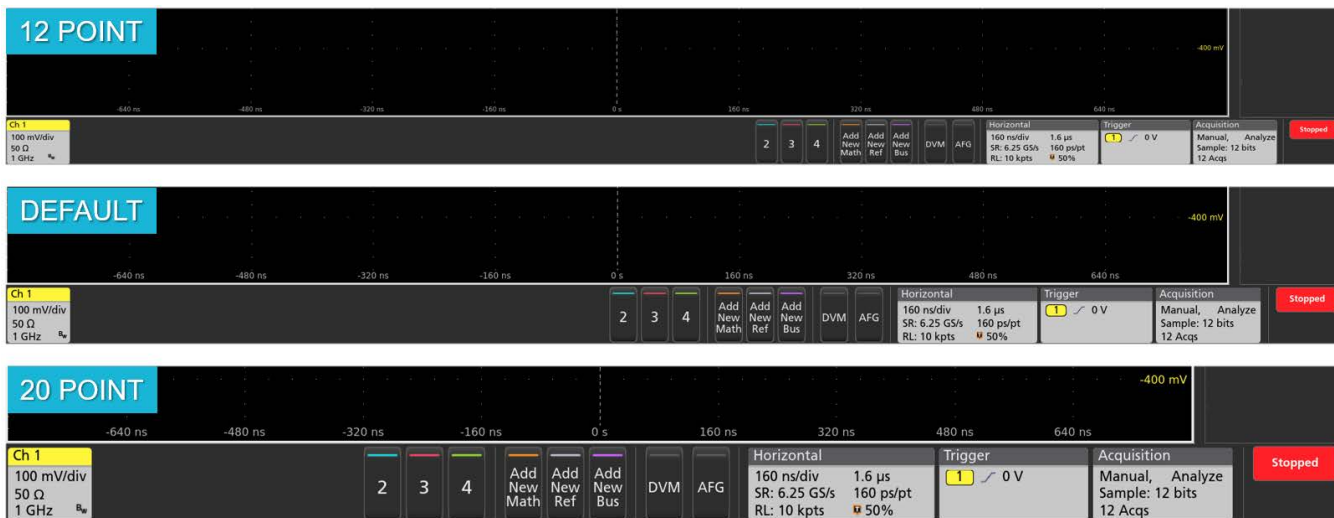 12 POINT
-400 mV
-640 ns -480 ns -320 ns -160 ns 0 s 160 ns 320 ns 480 ns 640 ns
Ch 1
100 mV/div
50 Ω
1 GHz Bw
2 3 4
Add New Math
Add New Ref
Add New Bus
DVM AFG
Horizontal
160 ns/div 1.6 µs
SR: 6.25 GS/s 160 ps/pt
RL: 10 kpts 50%
Trigger
1 0 V
Acquisition
Manual, Analyze
Sample: 12 bits
12 Acqs
Stopped
DEFAULT
-400 mV
-640 ns -480 ns -320 ns -160 ns 0 s 160 ns 320 ns 480 ns 640 ns
Ch 1
100 mV/div
50 Ω
1 GHz Bw
2 3 4
Add New Math
Add New Ref
Add New Bus
DVM AFG
Horizontal
160 ns/div 1.6 µs
SR: 6.25 GS/s 160 ps/pt
RL: 10 kpts 50%
Trigger
1 0 V
Acquisition
Manual, Analyze
Sample: 12 bits
12 Acqs
Stopped
20 POINT
-400 mV
-640 ns -480 ns -320 ns -160 ns 0 s 160 ns 320 ns 480 ns 640 ns
Ch 1
100 mV/div
50 Ω
1 GHz Bw
2 3 4
Add New Math
Add New Ref
Add New Bus
DVM AFG
Horizontal
160 ns/div 1.6 µs
SR: 6.25 GS/s 160 ps/pt
RL: 10 kpts 50%
Trigger
1 0 V
Acquisition
Manual, Analyze
Sample: 12 bits
12 Acqs
Stopped